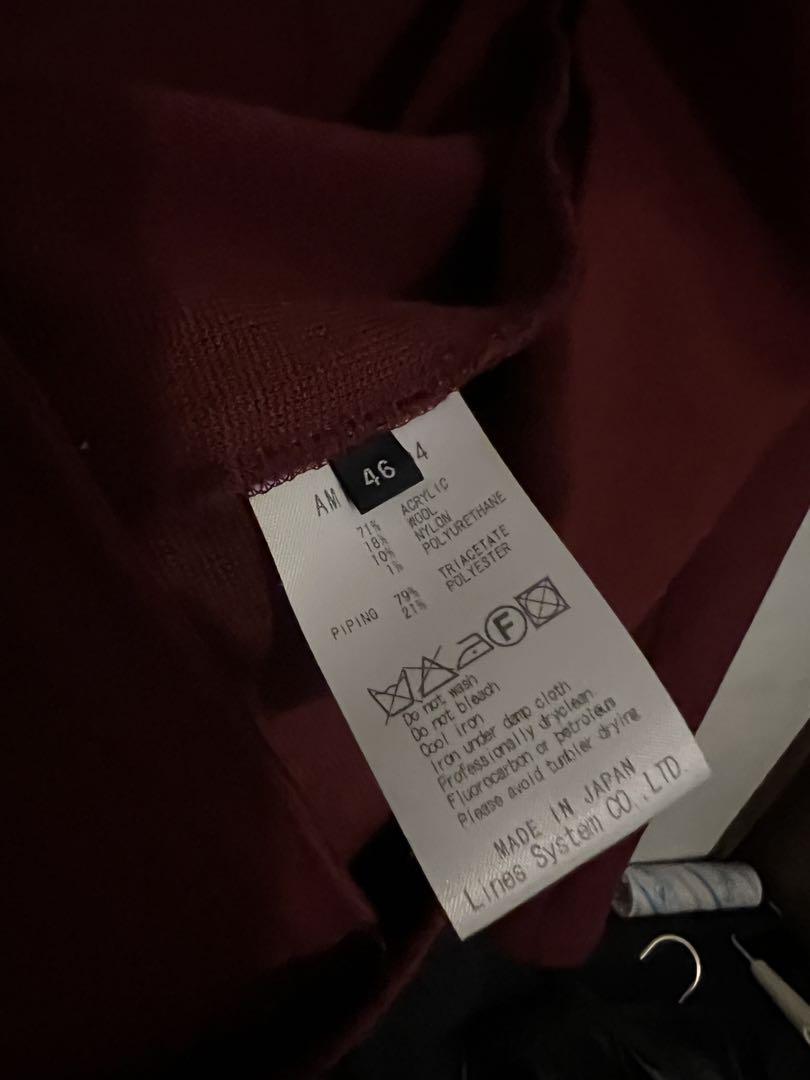 AM 46 4
71% ACRYLIC
18% WOOL
10% NYLON
1% POLYURETHANE
PIPING 79% TRIACETATE
21% POLYESTER
F
Do not wash
Do not bleach
Cool iron
Iron under damp cloth
Professionally dryclean.
Fluorocarbon or petroleum
Please avoid tumbler drying
MADE IN JAPAN
Lines System CO.,LTD.